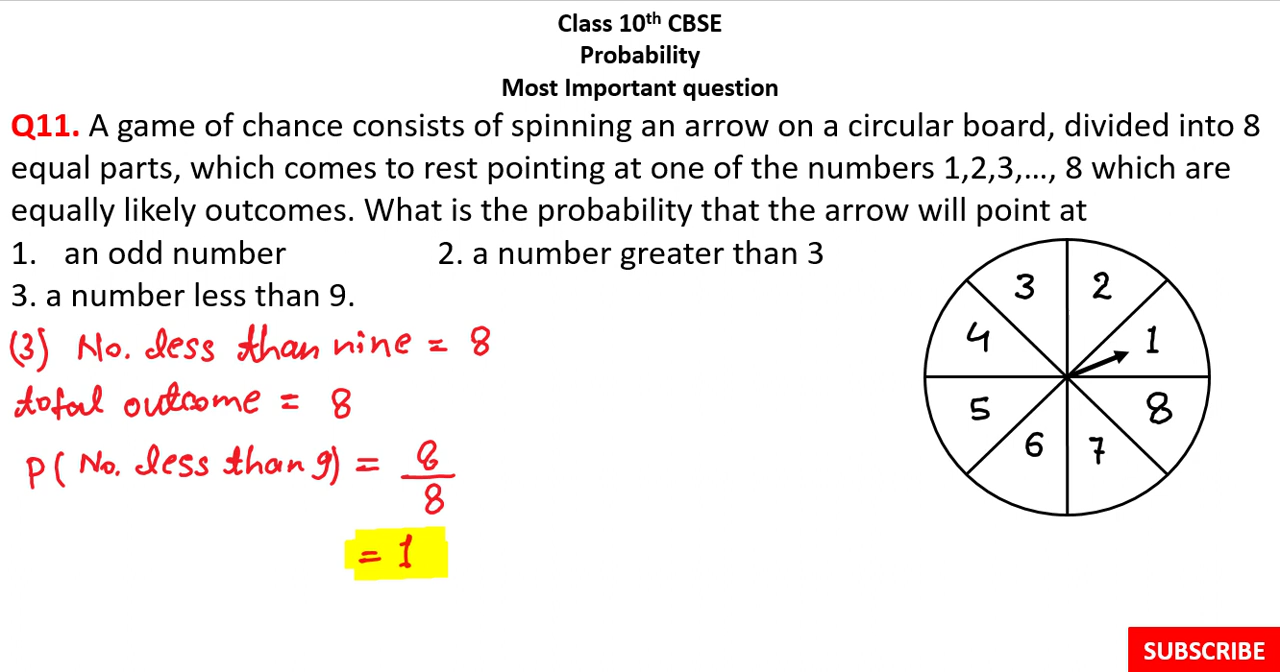 Class 10th CBSE
Probability
Most Important question
Q11. A game of chance consists of spinning an arrow on a circular board, divided into 8
equal parts, which comes to rest pointing at one of the numbers 1,2,3,..., 8 which are
equally likely outcomes. What is the probability that the arrow will point at
1. an odd number 2. a number greater than 3
3. a number less than 9.
(3) No. less than nine = 8
total outcome = 8
P( No. less than 9) = 8
8
= 1
3 2
4 1
5 8
6 7
SUBSCRIBE